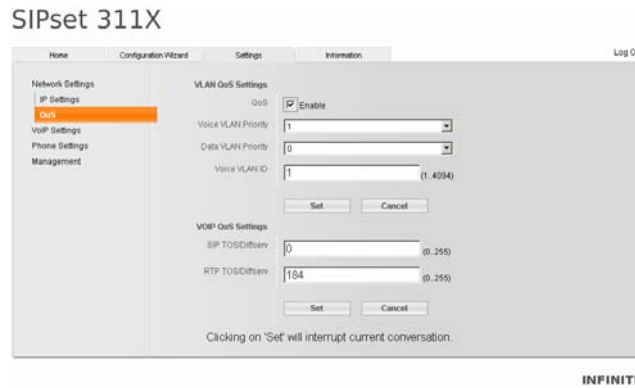 SIPset 311X
Home Configuration Wizard Settings Information Log O
Network Settings
IP Settings
QoS
VoIP Settings
Phone Settings
Management
VLAN QoS Settings
QoS Enable
Voice VLAN Priority 1
Data VLAN Priority 0
Voice VLAN ID 1 (1..4094)
Set Cancel
VOIP QoS Settings
SIP TOS/Diffserv 0 (0..255)
RTP TOS/Diffserv 184 (0..255)
Set Cancel
Clicking on 'Set' will interrupt current conversation.
INFINIT